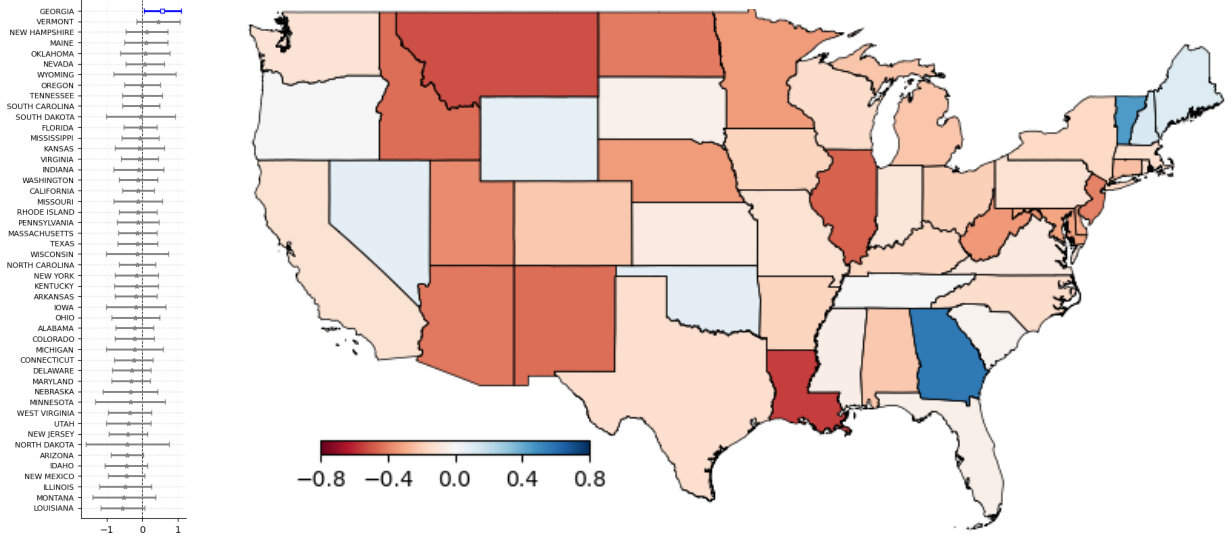 GEORGIA
VERMONT
NEW HAMPSHIRE
MAINE
OKLAHOMA
NEVADA
WYOMING
OREGON
TENNESSEE
SOUTH CAROLINA
SOUTH DAKOTA
FLORIDA
MISSISSIPPI
KANSAS
VIRGINIA
INDIANA
WASHINGTON
CALIFORNIA
MISSOURI
RHODE ISLAND
PENNSYLVANIA
MASSACHUSETTS
TEXAS
WISCONSIN
NORTH CAROLINA
NEW YORK
KENTUCKY
ARKANSAS
IOWA
OHIO
ALABAMA
COLORADO
MICHIGAN
CONNECTICUT
DELAWARE
MARYLAND
NEBRASKA
MINNESOTA
WEST VIRGINIA
UTAH
NEW JERSEY
NORTH DAKOTA
ARIZONA
IDAHO
NEW MEXICO
ILLINOIS
MONTANA
LOUISIANA
−1 0 1
−0.8 −0.4 0.0 0.4 0.8